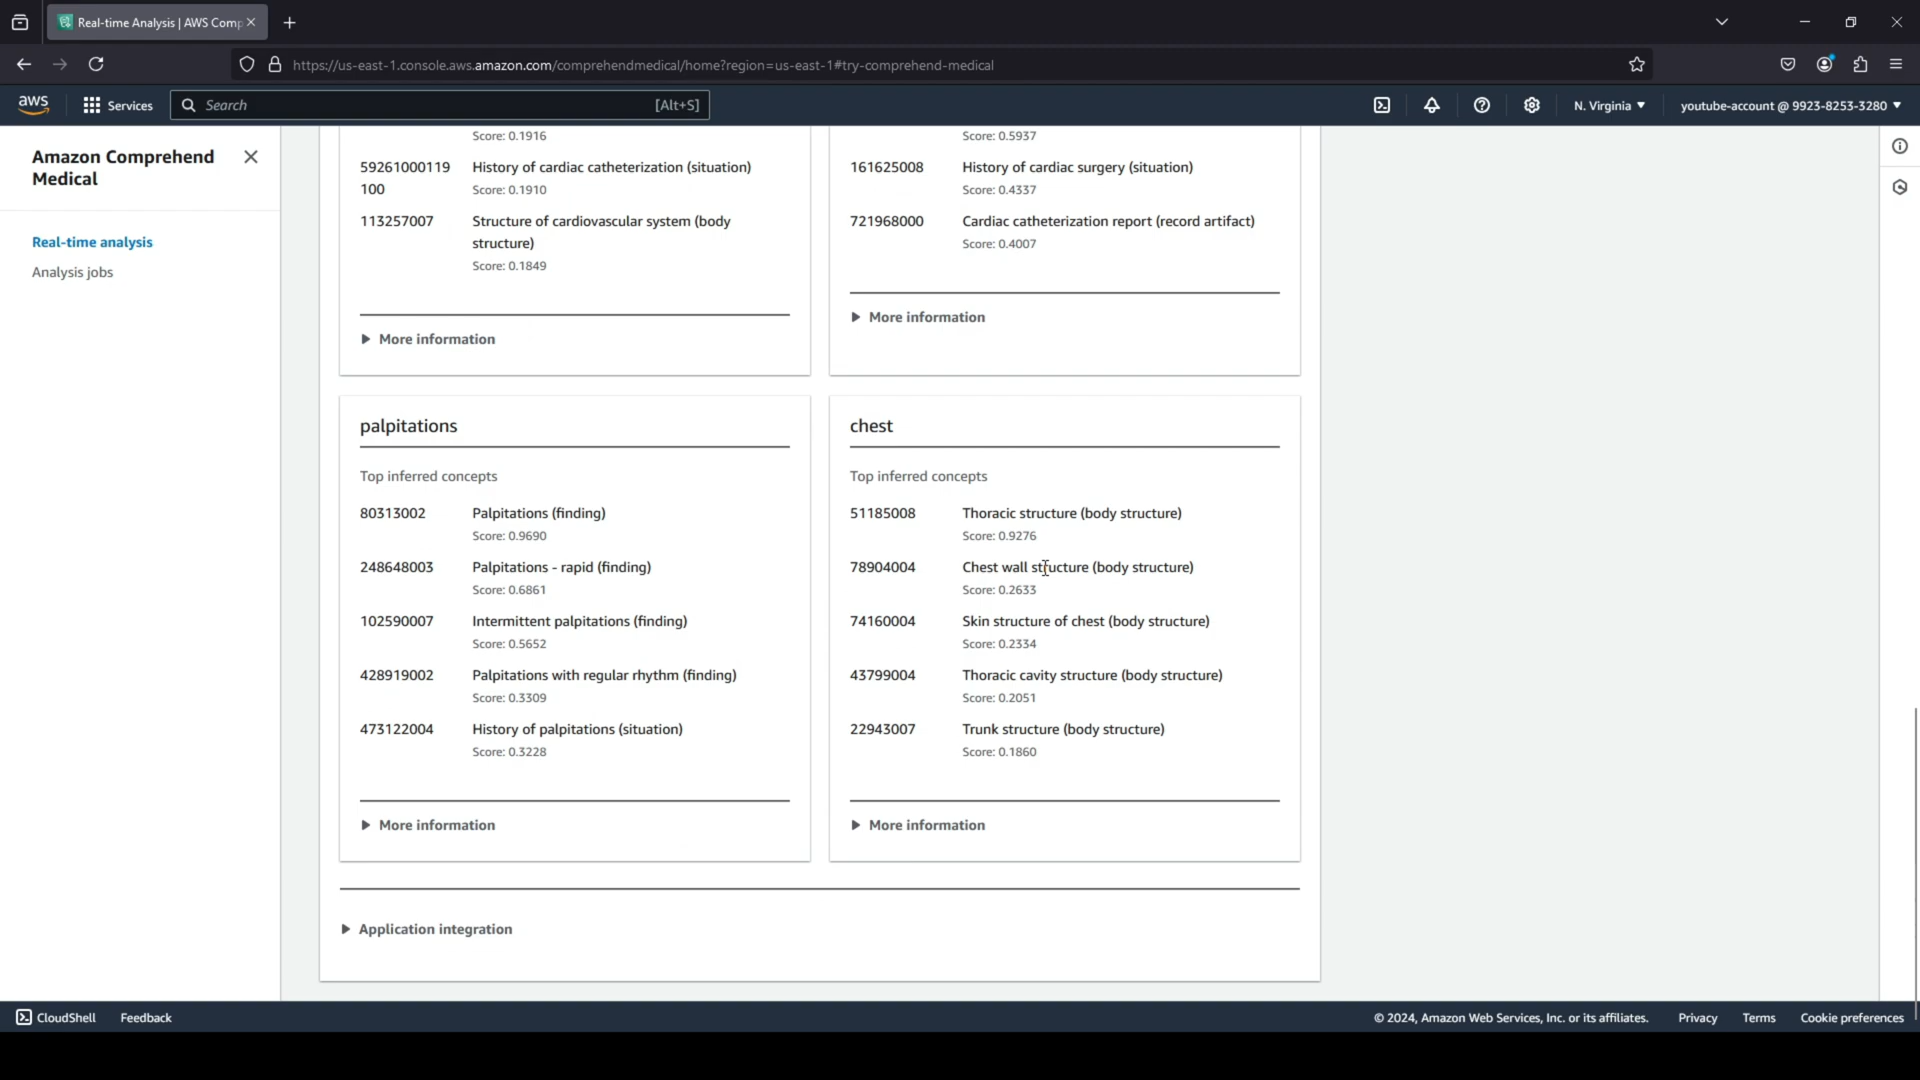 Real-time Analysis | AWS Comp
https://us-east-1.console.aws.amazon.com/comprehendmedical/home?region=us-east-1#try-comprehend-medical
aws
Services
Search
[Alt+S]
N. Virginia
youtube-account @ 9923-8253-3280
Amazon Comprehend
Medical
Real-time analysis
Analysis jobs
Score: 0.1916
59261000119
100
History of cardiac catheterization (situation)
Score: 0.1910
113257007
Structure of cardiovascular system (body
structure)
Score: 0.1849
More information
Score: 0.5937
161625008
History of cardiac surgery (situation)
Score: 0.4337
721968000
Cardiac catheterization report (record artifact)
Score: 0.4007
More information
palpitations
Top inferred concepts
80313002
Palpitations (finding)
Score: 0.9690
248648003
Palpitations - rapid (finding)
Score: 0.6861
102590007
Intermittent palpitations (finding)
Score: 0.5652
428919002
Palpitations with regular rhythm (finding)
Score: 0.3309
473122004
History of palpitations (situation)
Score: 0.3228
More information
chest
Top inferred concepts
51185008
Thoracic structure (body structure)
Score: 0.9276
78904004
Chest wall structure (body structure)
Score: 0.2633
74160004
Skin structure of chest (body structure)
Score: 0.2334
43799004
Thoracic cavity structure (body structure)
Score: 0.2051
22943007
Trunk structure (body structure)
Score: 0.1860
More information
Application integration
CloudShell
Feedback
© 2024, Amazon Web Services, Inc. or its affiliates.
Privacy
Terms
Cookie preferences